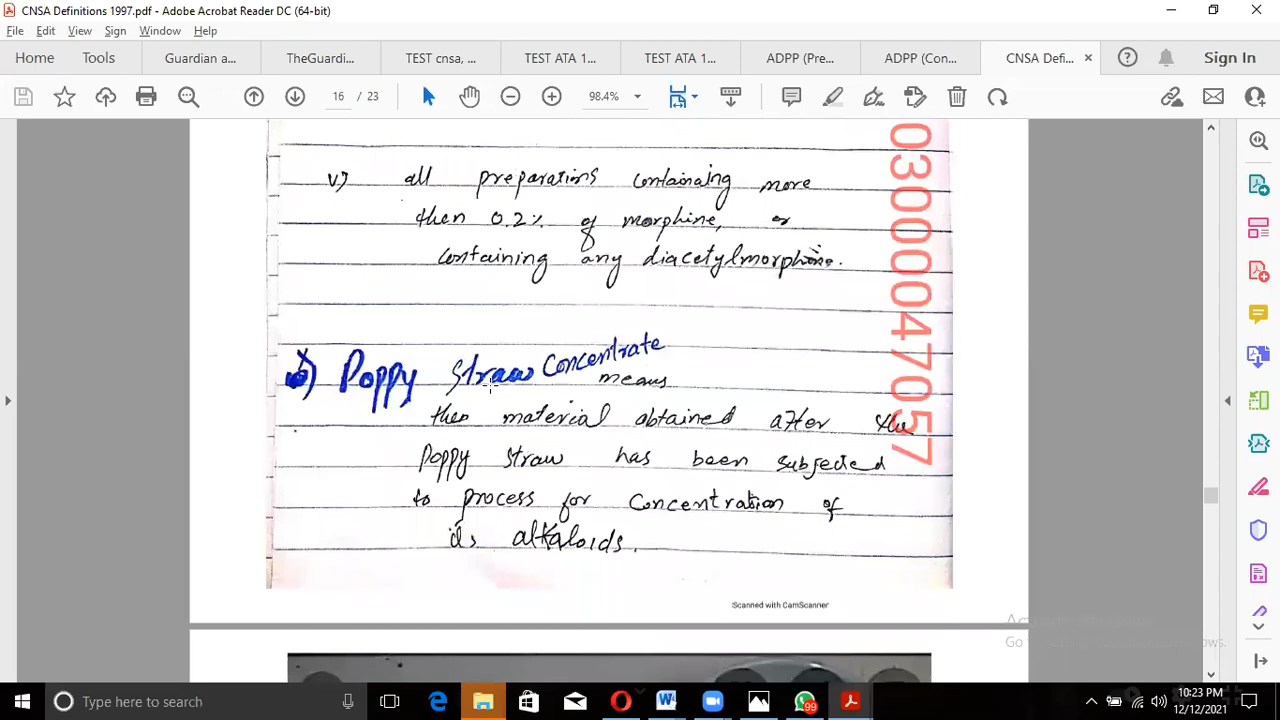 CNSA Definitions 1997.pdf - Adobe Acrobat Reader DC (64-bit)
File Edit View Sign Window Help
Home Tools Guardian a... TheGuardi... TEST cnsa, ... TEST ATA 1... TEST ATA 1... ADPP (Pre... ADPP (Con... CNSA Defi... × Sign In
16 / 23 98.4%
v) all preparations containaing more
then 0.2% of morphine, or
containing any diacetylmorphine.
Poppy Straw Concentrate
means
the material obtained after the
Poppy Straw has been subjected
to process for Concentration of
its alkaloids.
03000047057
Scanned with CamScanner
Type here to search
99
10:23 PM
12/12/2021